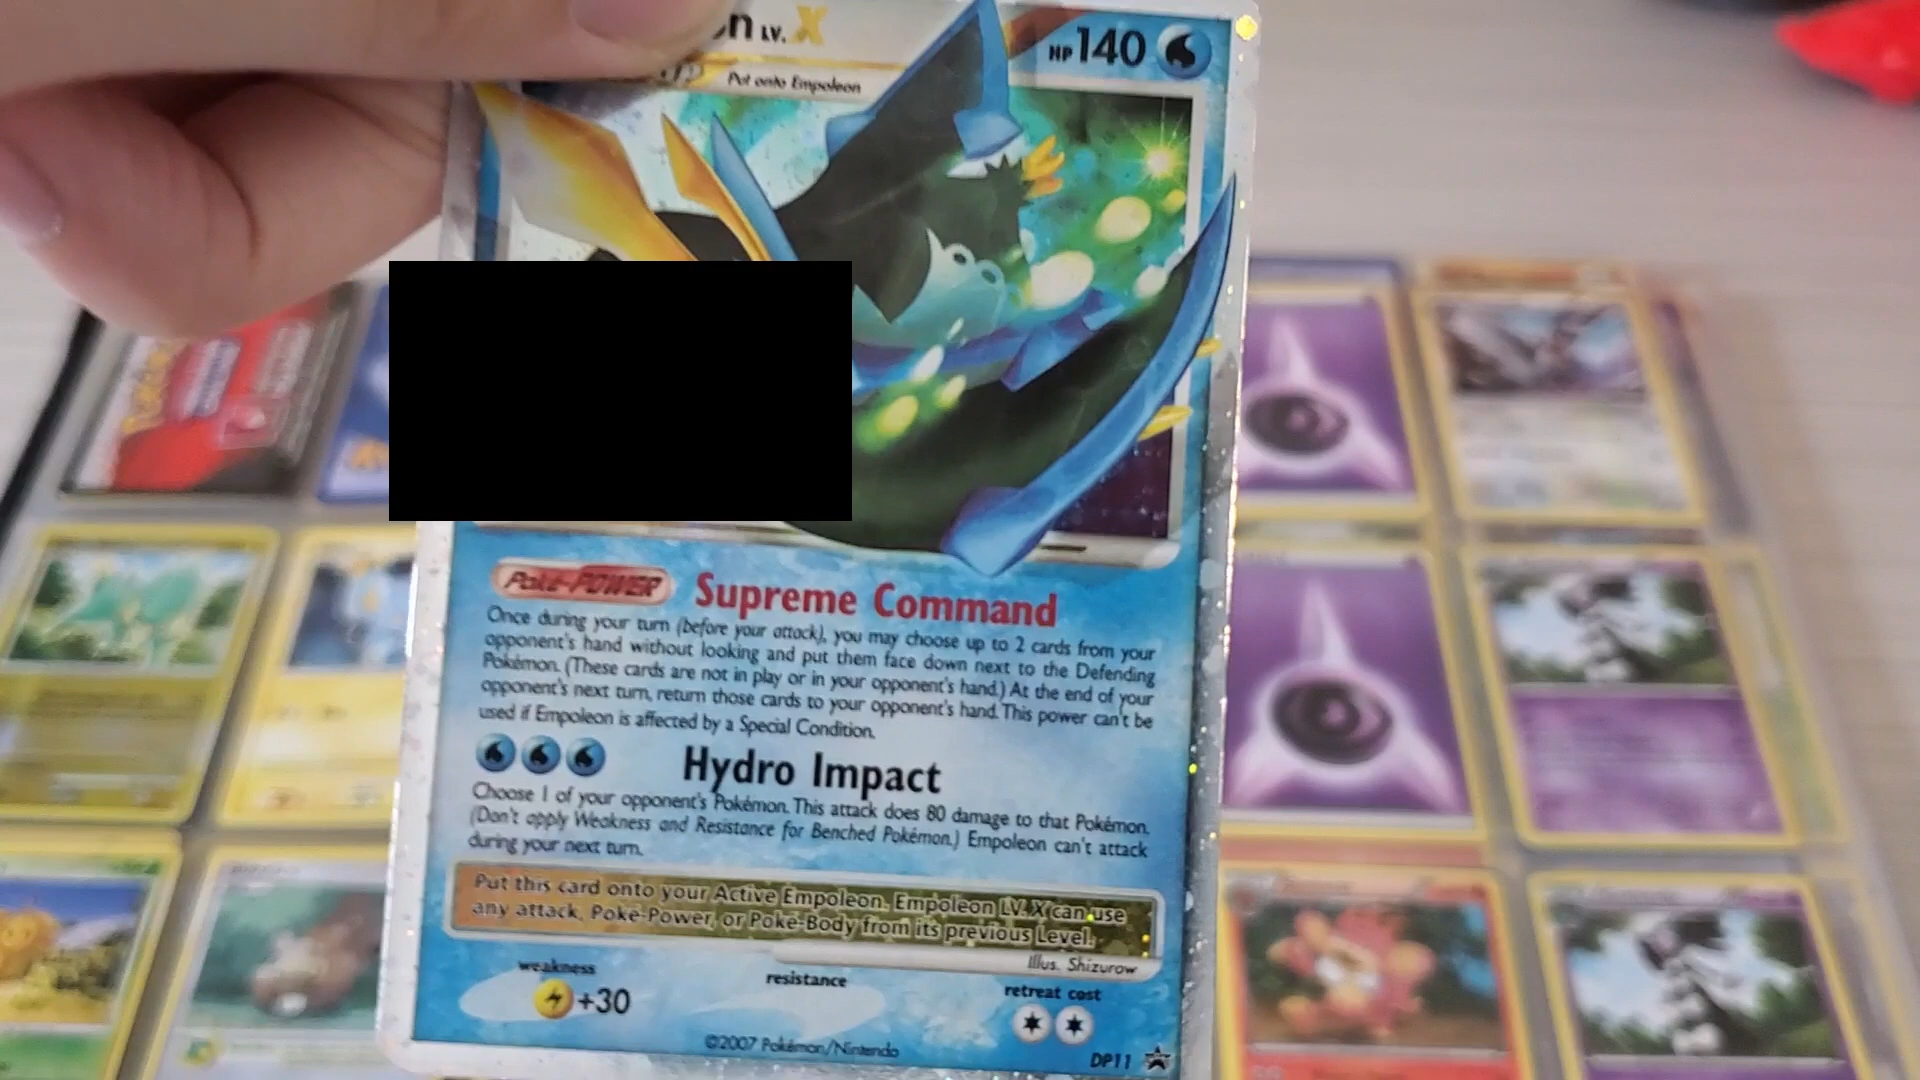 LV. X
HP 140
Put onto Empoleon
Poké-POWER Supreme Command
Once during your turn (before your attack), you may choose up to 2 cards from your
opponent's hand without looking and put them face down next to the Defending
Pokémon. (These cards are not in play or in your opponent's hand.) At the end of your
opponent's next turn, return those cards to your opponent's hand. This power can't be
used if Empoleon is affected by a Special Condition.
Hydro Impact
Choose 1 of your opponent's Pokémon. This attack does 80 damage to that Pokémon.
(Don't apply Weakness and Resistance for Benched Pokémon.) Empoleon can't attack
during your next turn.
Put this card onto your Active Empoleon. Empoleon LV. X can use
any attack, Poké-Power, or Poké-Body from its previous Level.
Illus. Shizurow
weakness
resistance
retreat cost
+30
©2007 Pokémon/Nintendo
DP11